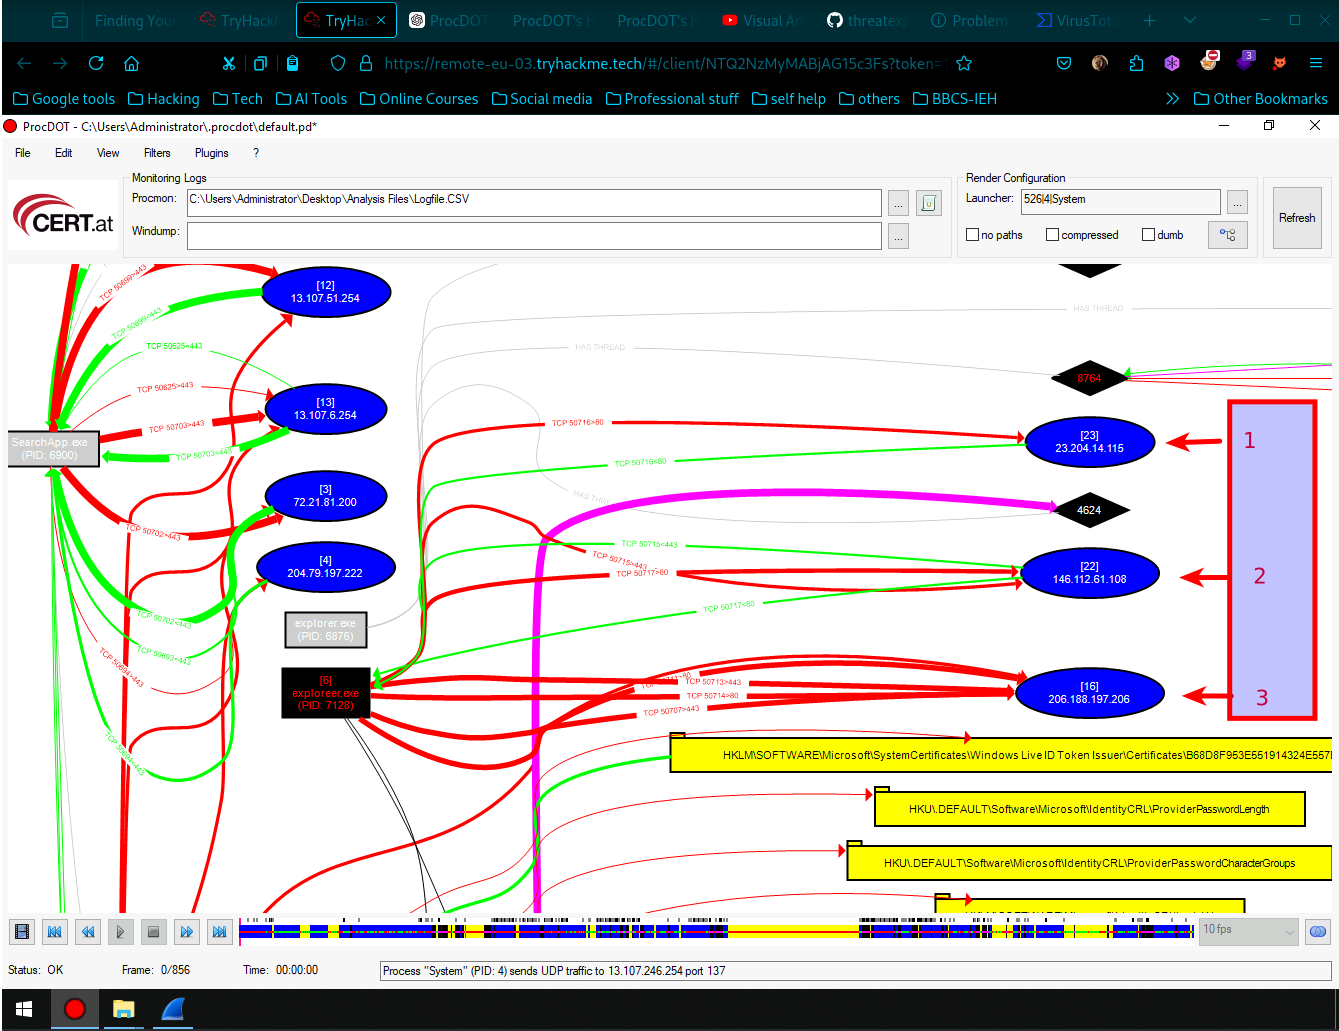 Finding Your
TryHackM
TryHac
ProcDOT
ProcDOT's H
ProcDOT's H
Visual An
threatexp
Problem
VirusTota
https://remote-eu-03.tryhackme.tech/#/client/NTQ2NzMyMABjAG15c3Fs?token=
3
Google tools
Hacking
Tech
AI Tools
Online Courses
Social media
Professional stuff
self help
others
BBCS-IEH
Other Bookmarks
ProcDOT - C:\Users\Administrator\.procdot\default.pd*
File Edit View Filters Plugins ?
Monitoring Logs
Render Configuration
CERT.at
Procmon: C:\Users\Administrator\Desktop\Analysis Files\Logfile.CSV ...
Launcher: 526|4|System ...
Refresh
Windump: ...
no paths compressed dumb
TCP 50699>443
[12]
13.107.51.254
TCP 50699<443
HAS THREAD
TCP 50625<443
HAS THREAD
8764
TCP 50625>443
[13]
13.107.6.254
TCP 50703>443
TCP 50716>80
[23]
23.204.14.115
1
SearchApp.exe
(PID: 6900)
TCP 50703<443
TCP 50716<80
[3]
72.21.81.200
4624
TCP 50702>443
TCP 50715<443
TCP 50715>443
[4]
204.79.197.222
TCP 50717>80
[22]
146.112.61.108
2
TCP 50702<443
TCP 50717<80
explorer.exe
(PID: 6876)
TCP 50693<443
TCP 50694>443
[6]
exploreer.exe
(PID: 7128)
TCP 50713>443
TCP 50714>80
TCP 50707>443
[16]
206.188.197.206
3
TCP 50694<443
HKLM\SOFTWARE\Microsoft\SystemCertificates\Windows Live ID Token Issuer\Certificates\B68D8F953E551914324E557E
HKU\.DEFAULT\Software\Microsoft\IdentityCRL\ProviderPasswordLength
HKU\.DEFAULT\Software\Microsoft\IdentityCRL\ProviderPasswordCharacterGroups
10 fps
Status: OK
Frame: 0/856
Time: 00:00:00
Process "System" (PID: 4) sends UDP traffic to 13.107.246.254 port 137